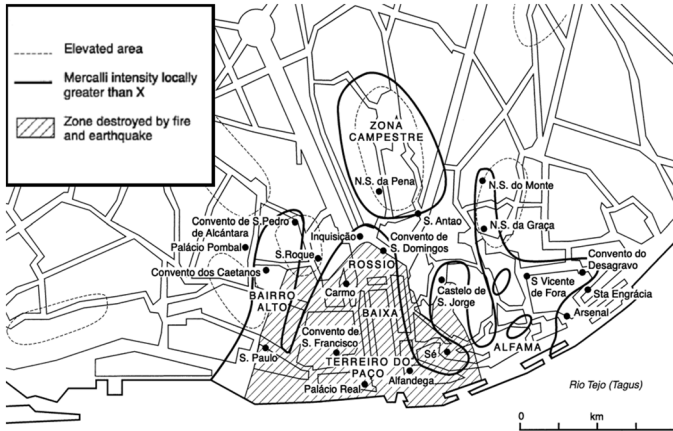 Elevated area
Mercalli intensity locally
greater than X
Zone destroyed by fire
and earthquake
ZONA
CAMPESTRE
N.S. da Pena
N.S. do Monte
Convento de S.Pedro
de Alcántara
S. Antao
N.S. da Graça
Palácio Pombal
Inquisição
Convento de
S. Domingos
Convento do
Desagravo
S.Roque
ROSSIO
Convento dos Caetanos
Castelo de
S. Jorge
S Vicente
de Fora
Sta Engrácia
BAIRRO
ALTO
Carmo
BAIXA
Arsenal
Convento de
S. Francisco
ALFAMA
S. Paulo
Sé
TERREIRO DO
PAÇO
Alfandega
Palácio Real
Rio Tejo (Tagus)
0 km